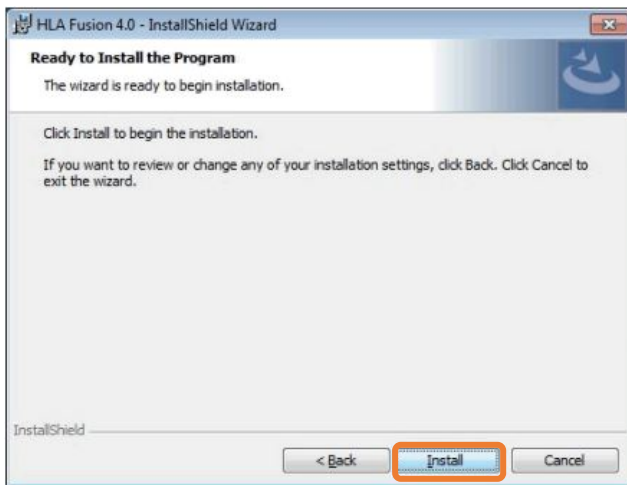 HLA Fusion 4.0 - InstallShield Wizard
Ready to Install the Program
The wizard is ready to begin installation.
Click Install to begin the installation.
If you want to review or change any of your installation settings, click Back. Click Cancel to
exit the wizard.
InstallShield
< Back Install Cancel